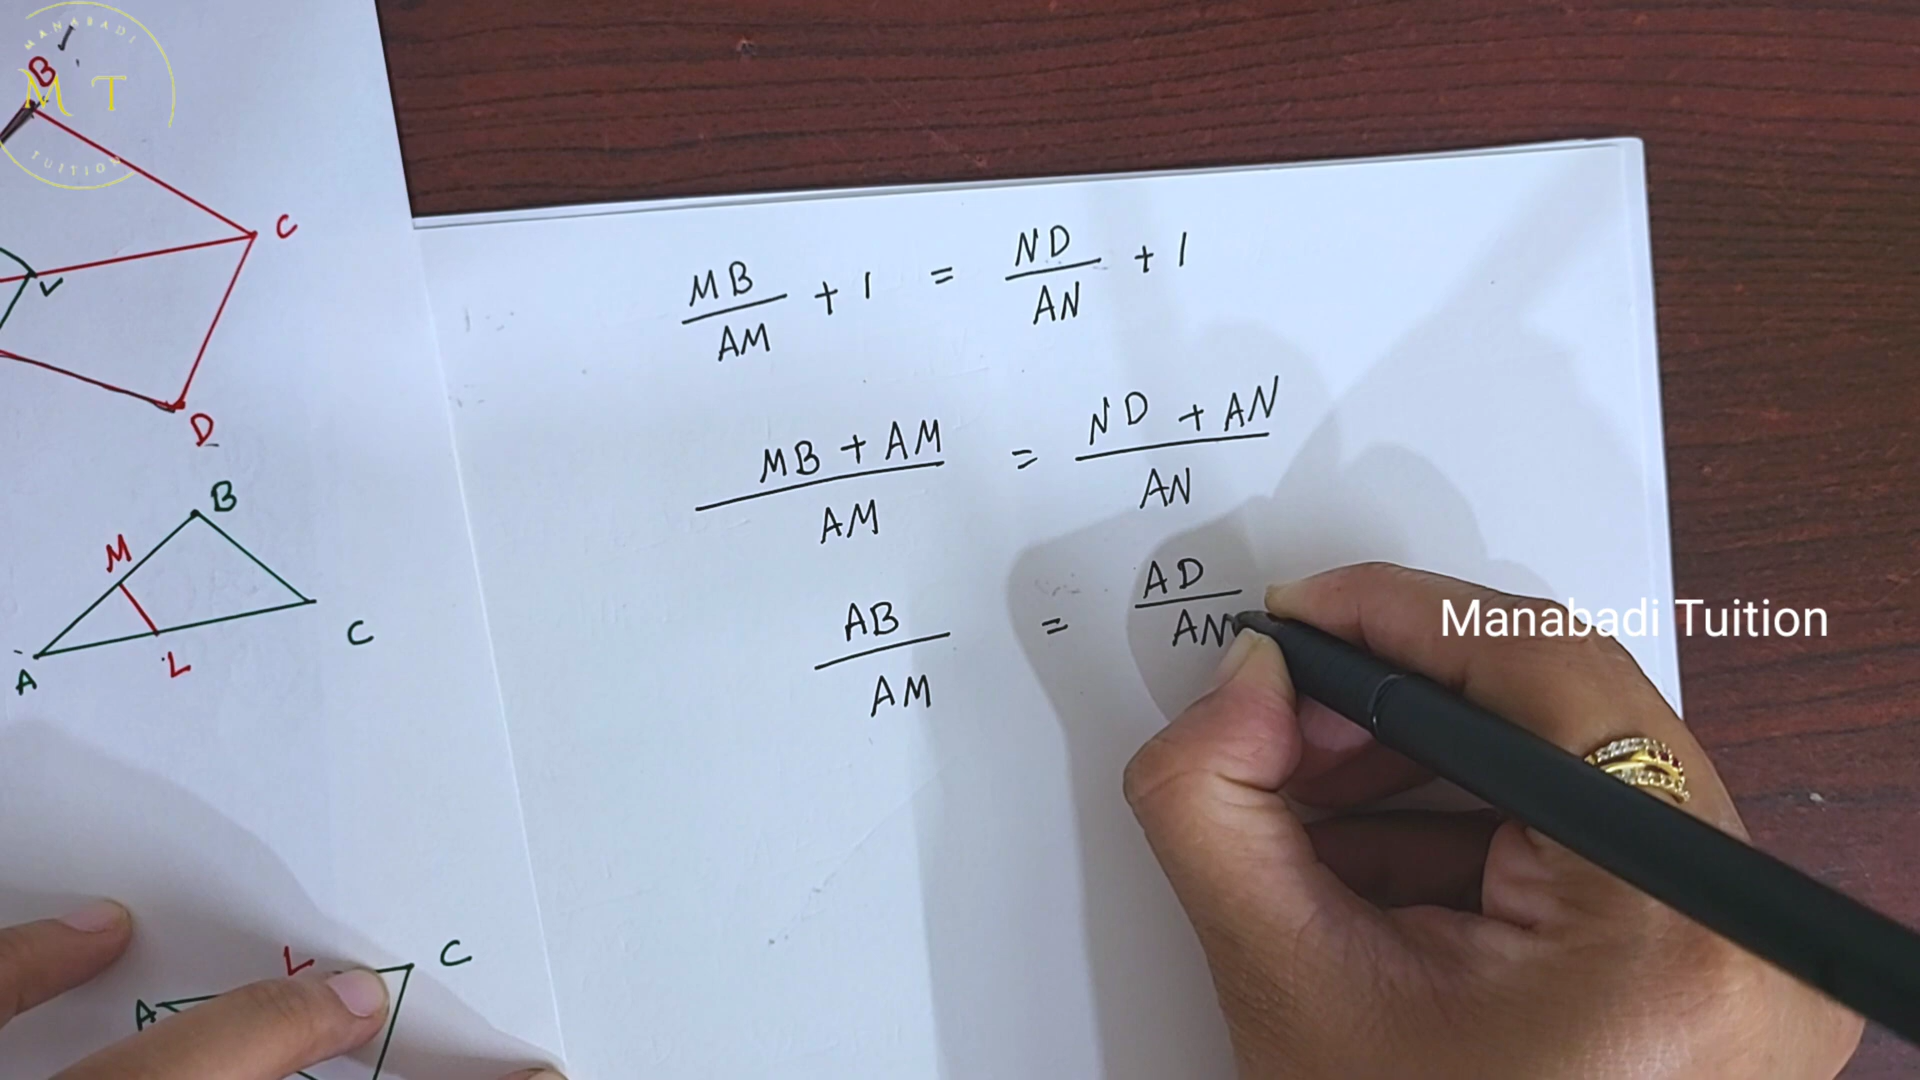 MANABADI
M T
TUITION
B
C
D
MB/AM + 1 = ND/AN + 1
MB + AM/AM = ND + AN/AN
AB/AM = AD/AN
Manabadi Tuition
B
M
A
L
C
L
C
A